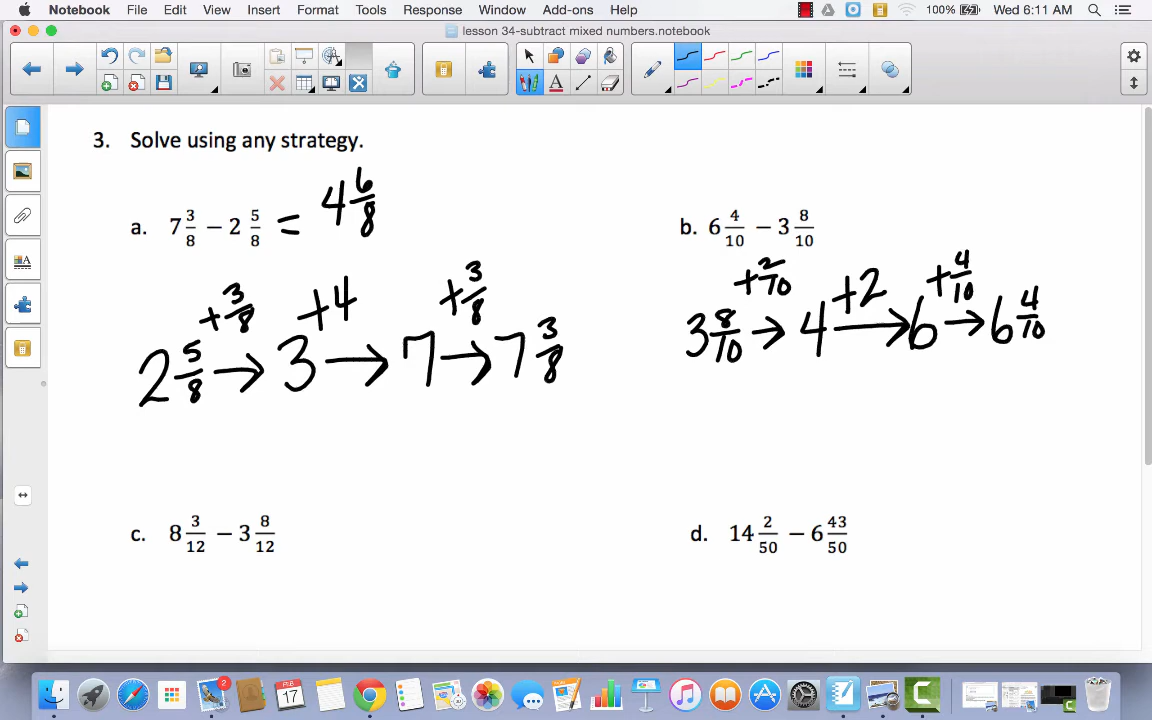 Notebook File Edit View Insert Format Tools Response Window Add-ons Help 100% Wed 6:11 AM
lesson 34-subtract mixed numbers.notebook
3. Solve using any strategy.
a. 7 3/8 − 2 5/8 = 4 6/8
b. 6 4/10 − 3 8/10
+3/8 +4 +3/8
2 5/8 → 3 → 7 → 7 3/8
+2/10 +2 +4/10
3 8/10 → 4 → 6 → 6 4/10
c. 8 3/12 − 3 8/12
d. 14 2/50 − 6 43/50
2
FEB
17